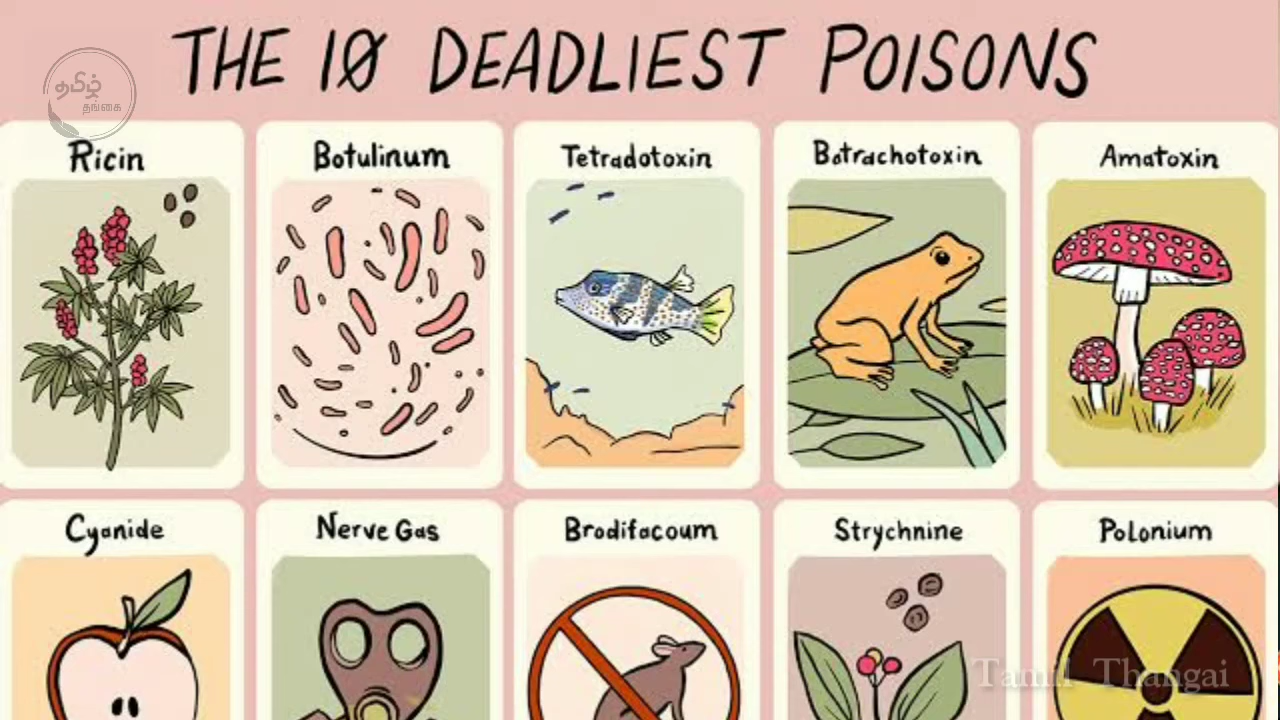 THE 10 DEADLIEST POISONS
தமிழ்
தங்கை
Ricin
Botulinum
Tetradotoxin
Batrachotoxin
Amatoxin
Cyanide
Nerve Gas
Brodifacoum
Strychnine
Polonium
Tamil Thangai